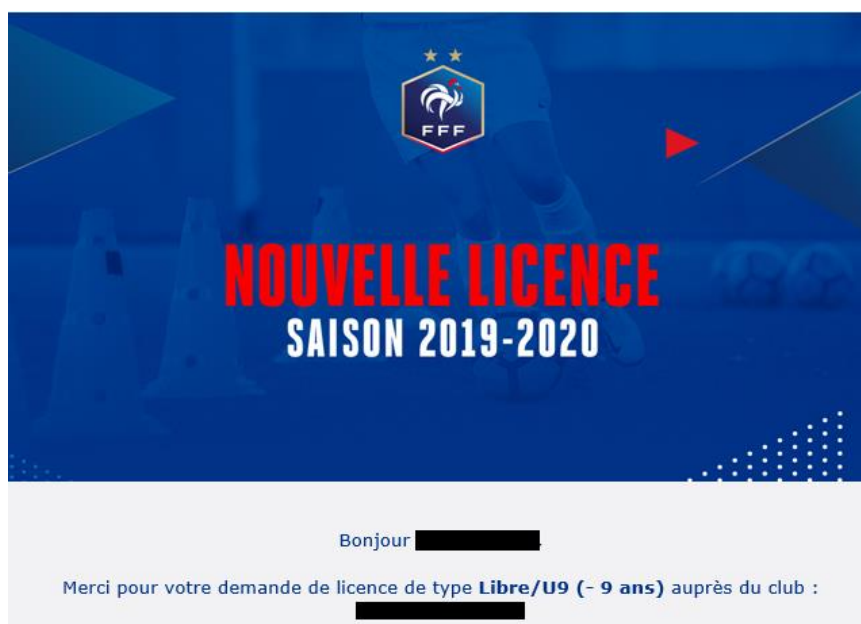 FFF
NOUVELLE LICENCE
SAISON 2019-2020
Bonjour
Merci pour votre demande de licence de type Libre/U9 (- 9 ans) auprès du club :